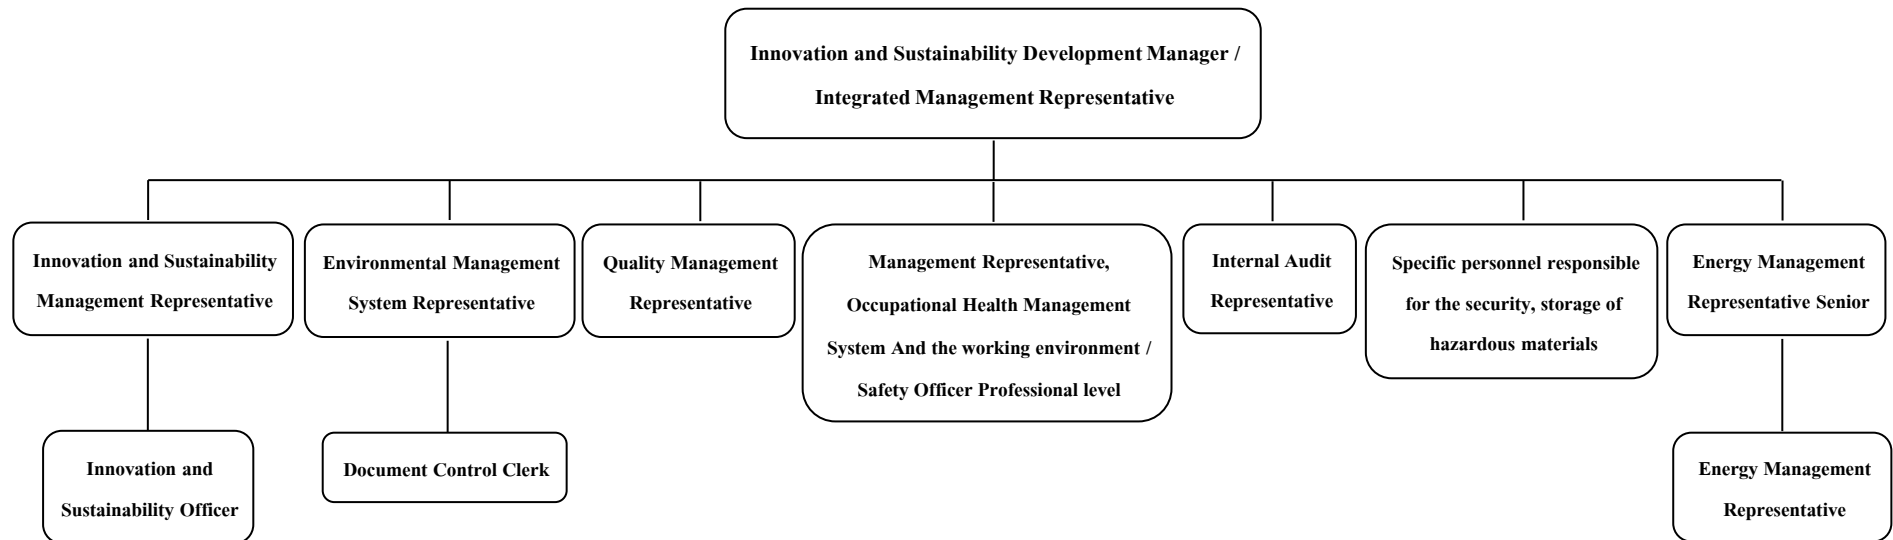 Innovation and Sustainability Development Manager /
Integrated Management Representative
Innovation and Sustainability
Management Representative
Environmental Management
System Representative
Quality Management
Representative
Management Representative,
Occupational Health Management
System And the working environment /
Safety Officer Professional level
Internal Audit
Representative
Specific personnel responsible
for the security, storage of
hazardous materials
Energy Management
Representative Senior
Innovation and
Sustainability Officer
Document Control Clerk
Energy Management
Representative